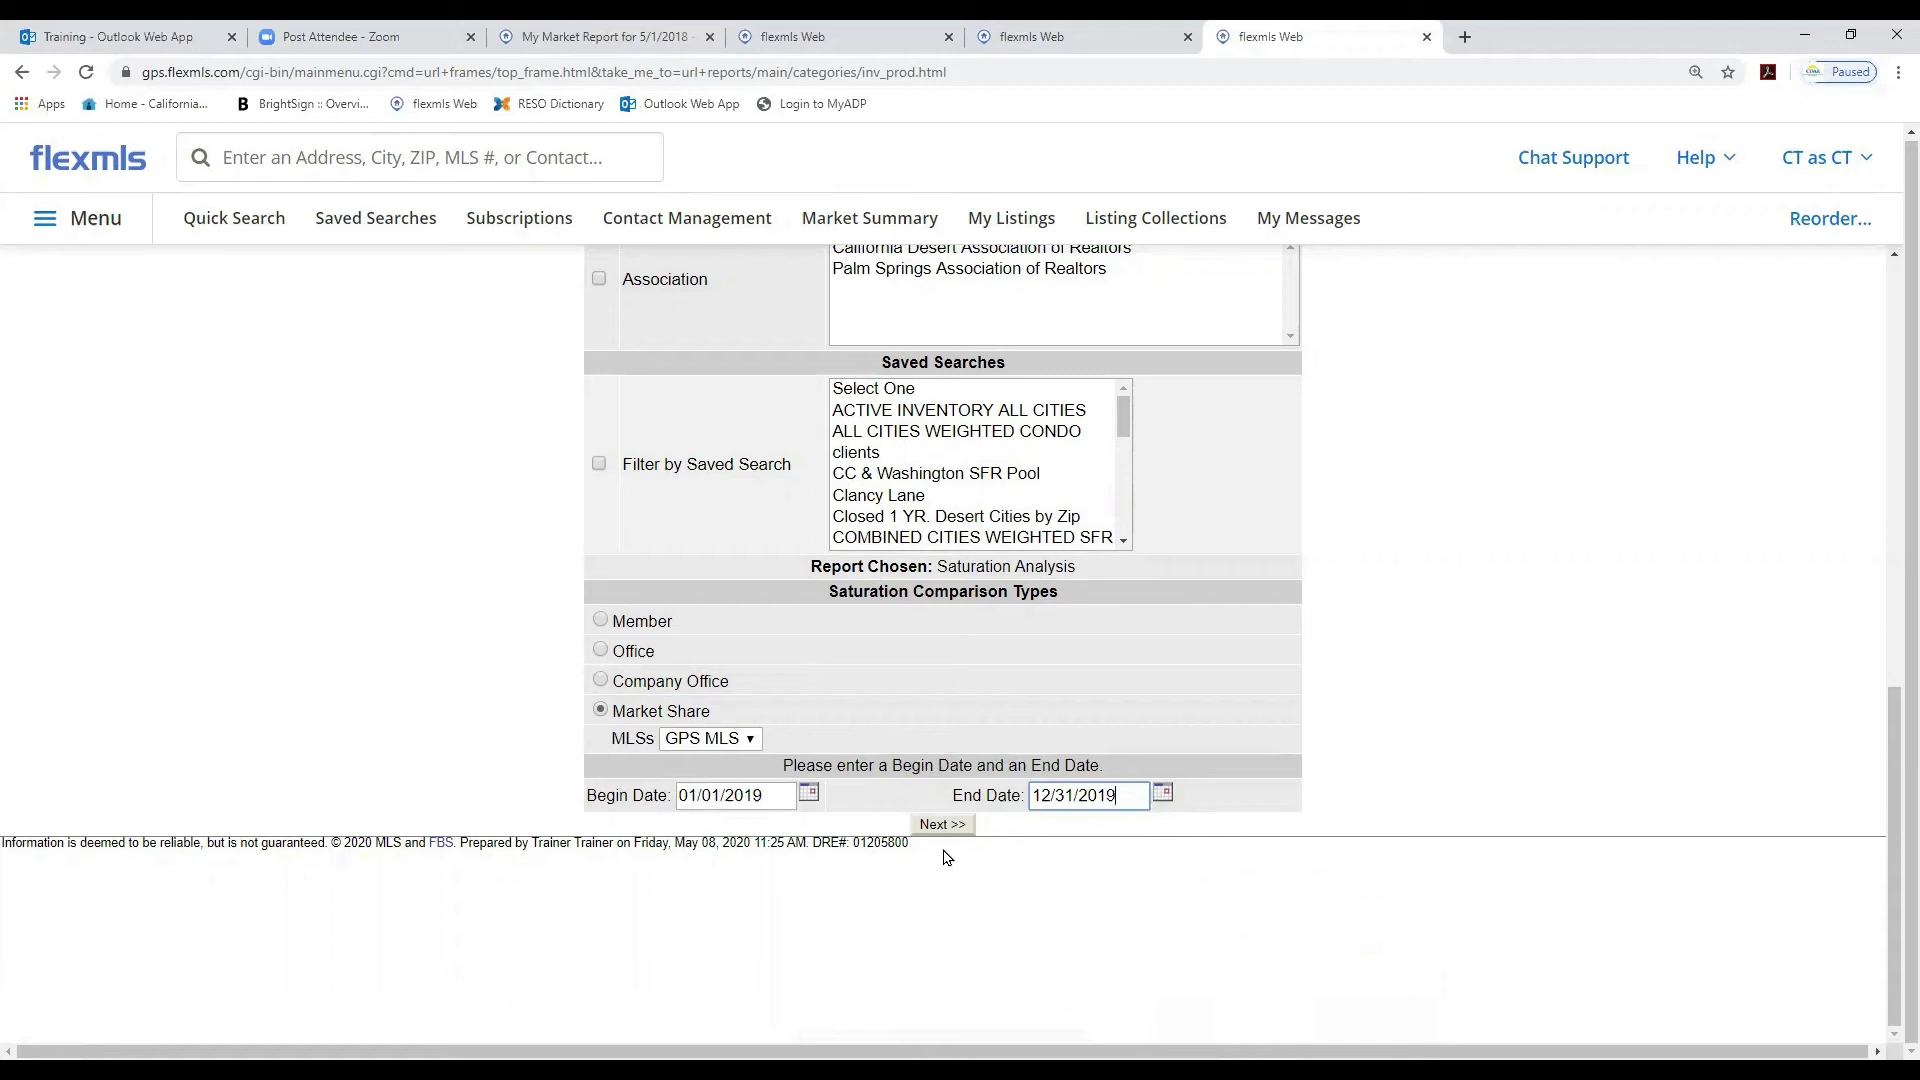 Training - Outlook Web App
Post Attendee - Zoom
My Market Report for 5/1/2018 -
flexmls Web
flexmls Web
flexmls Web
gps.flexmls.com/cgi-bin/mainmenu.cgi?cmd=url+frames/top_frame.html&take_me_to=url+reports/main/categories/inv_prod.html
Paused
Apps
Home - California...
BrightSign :: Overvi...
flexmls Web
RESO Dictionary
Outlook Web App
Login to MyADP
flexmls
Enter an Address, City, ZIP, MLS #, or Contact...
Chat Support
Help
CT as CT
Menu
Quick Search
Saved Searches
Subscriptions
Contact Management
Market Summary
My Listings
Listing Collections
My Messages
Reorder...
California Desert Association of Realtors
Palm Springs Association of Realtors
Association
Saved Searches
Select One
ACTIVE INVENTORY ALL CITIES
ALL CITIES WEIGHTED CONDO
clients
CC & Washington SFR Pool
Clancy Lane
Closed 1 YR. Desert Cities by Zip
COMBINED CITIES WEIGHTED SFR
Filter by Saved Search
Report Chosen: Saturation Analysis
Saturation Comparison Types
Member
Office
Company Office
Market Share
MLSs GPS MLS
Please enter a Begin Date and an End Date.
Begin Date: 01/01/2019
End Date: 12/31/2019
Next >>
Information is deemed to be reliable, but is not guaranteed. © 2020 MLS and FBS. Prepared by Trainer Trainer on Friday, May 08, 2020 11:25 AM. DRE#: 01205800